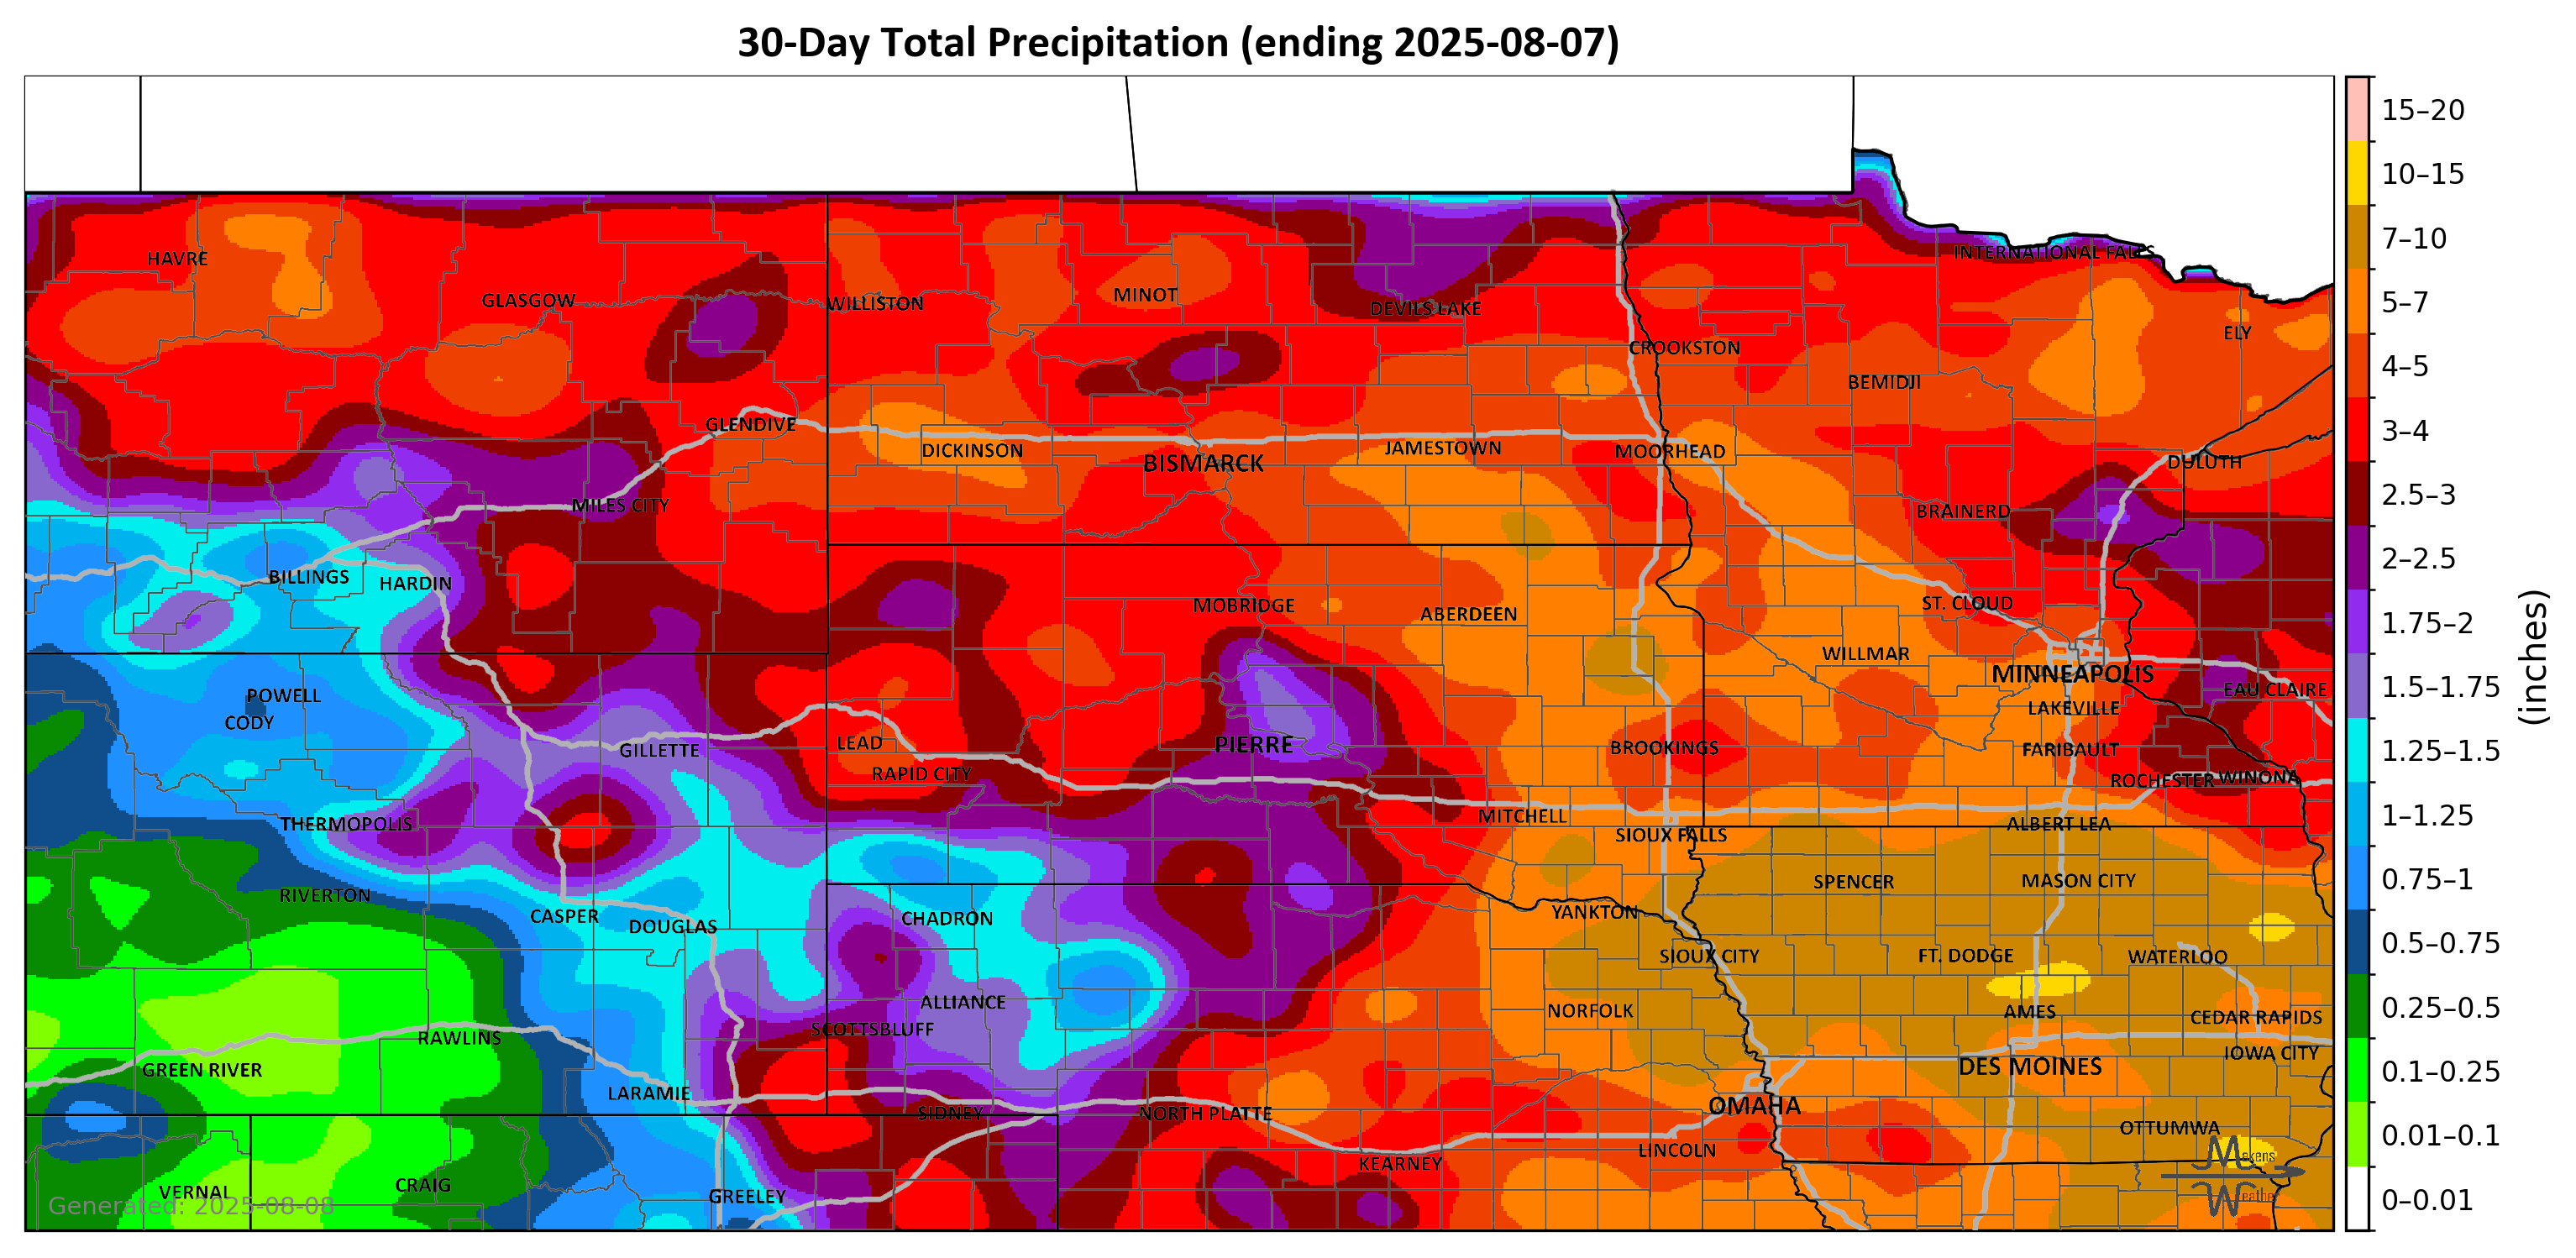 30-Day Total Precipitation (ending 2025-08-07)
15–20
10–15
7–10
5–7
4–5
3–4
2.5–3
2–2.5
1.75–2
1.5–1.75
1.25–1.5
1–1.25
0.75–1
0.5–0.75
0.25–0.5
0.1–0.25
0.01–0.1
0–0.01
(inches)
INTERNATIONAL FALLS
HAVRE
GLASGOW
WILLISTON
MINOT
DEVILS LAKE
ELY
CROOKSTON
BEMIDJI
GLENDIVE
DICKINSON
BISMARCK
JAMESTOWN
MOORHEAD
DULUTH
MILES CITY
BRAINERD
BILLINGS
HARDIN
MOBRIDGE
ABERDEEN
ST. CLOUD
WILLMAR
MINNEAPOLIS
EAU CLAIRE
POWELL
CODY
LAKEVILLE
GILLETTE
LEAD
PIERRE
BROOKINGS
FARIBAULT
RAPID CITY
ROCHESTER
WINONA
THERMOPOLIS
MITCHELL
SIOUX FALLS
ALBERT LEA
RIVERTON
SPENCER
MASON CITY
CASPER
DOUGLAS
CHADRON
YANKTON
SIOUX CITY
FT. DODGE
WATERLOO
ALLIANCE
NORFOLK
AMES
CEDAR RAPIDS
SCOTTSBLUFF
RAWLINS
IOWA CITY
GREEN RIVER
DES MOINES
LARAMIE
SIDNEY
NORTH PLATTE
OMAHA
OTTUMWA
LINCOLN
KEARNEY
VERNAL
CRAIG
GREELEY
Makens
Weather
Generated: 2025-08-08